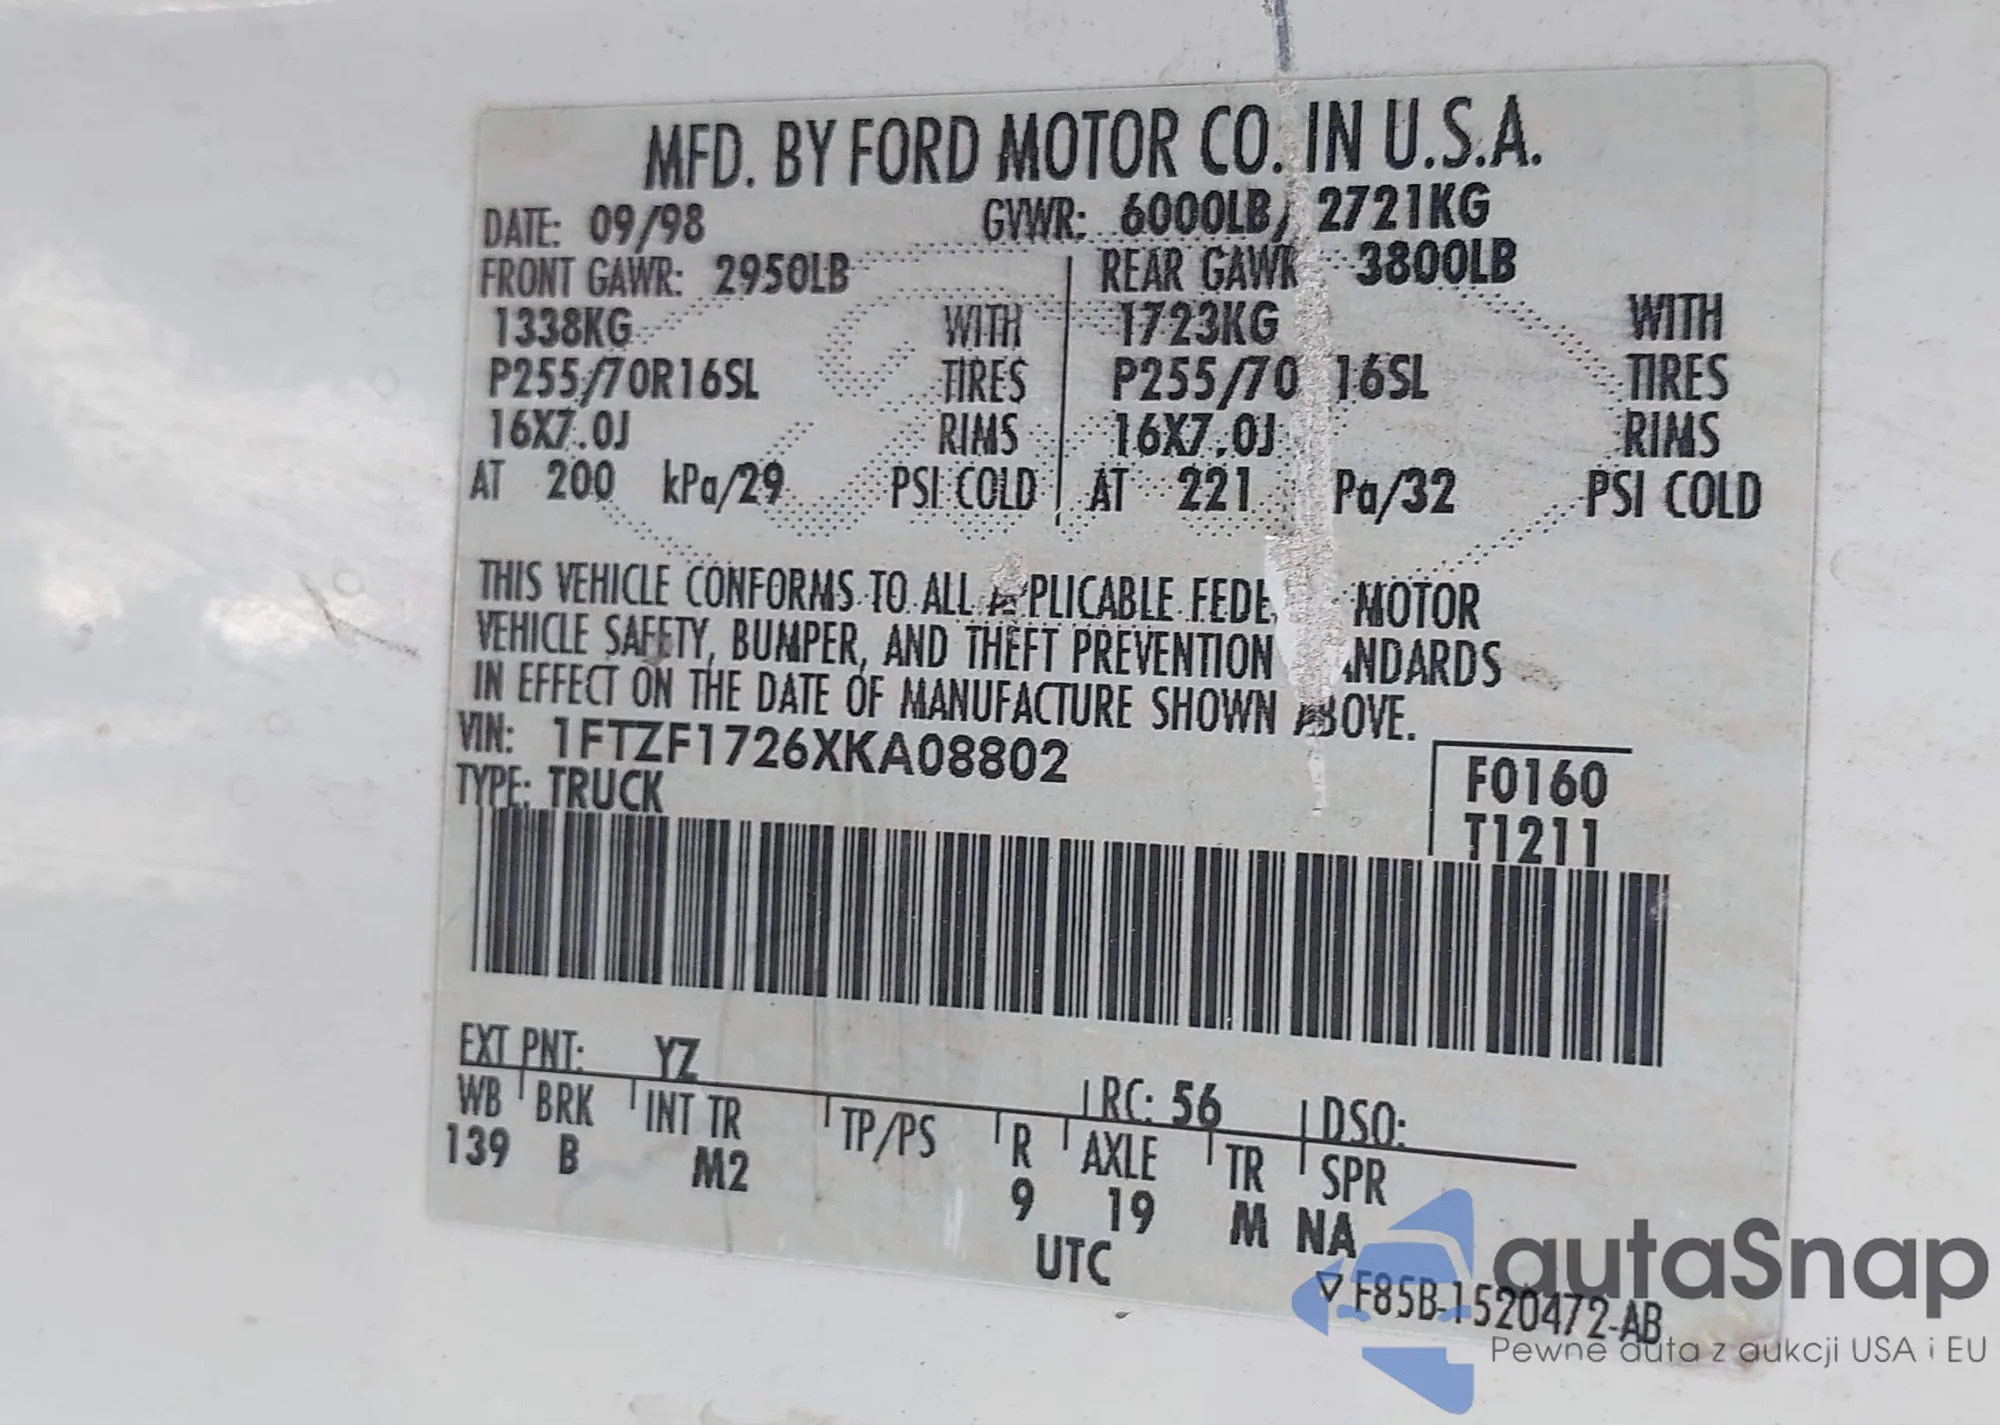 MFD. BY FORD MOTOR CO. IN U.S.A.
DATE: 09/98 GVWR: 6000LB/ 2721KG
FRONT GAWR: 2950LB REAR GAWR 3800LB
1338KG WITH 1723KG WITH
P255/70R16SL TIRES P255/70 16SL TIRES
16X7.0J RIMS 16X7.0J RIMS
AT 200 kPa/29 PSI COLD AT 221 Pa/32 PSI COLD
THIS VEHICLE CONFORMS TO ALL APPLICABLE FEDE MOTOR
VEHICLE SAFETY, BUMPER, AND THEFT PREVENTION ANDARDS
IN EFFECT ON THE DATE OF MANUFACTURE SHOWN ABOVE.
VIN: 1FTZF1726XKA08802
TYPE: TRUCK
F0160
T1211
EXT PNT: YZ RC: 56 DSO:
WB BRK INT TR TP/PS R AXLE TR SPR
139 B M2 9 19 M NA
UTC
▽F85B-1520472-AB
autaSnap
Pewne auta z aukcji USA i EU